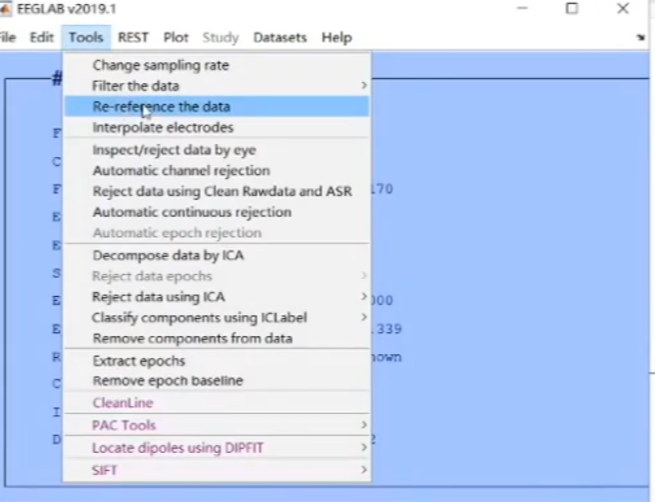 EEGLAB v2019.1
File Edit Tools REST Plot Study Datasets Help
#
Change sampling rate
Filter the data
Re-reference the data
Interpolate electrodes
Inspect/reject data by eye
Automatic channel rejection
Reject data using Clean Rawdata and ASR
Automatic continuous rejection
Automatic epoch rejection
Decompose data by ICA
Reject data epochs
Reject data using ICA
Classify components using ICLabel
Remove components from data
Extract epochs
Remove epoch baseline
CleanLine
PAC Tools
Locate dipoles using DIPFIT
SIFT
F
C
F .170
E
E
S
E 000
E .339
R nown
C
I
D 2